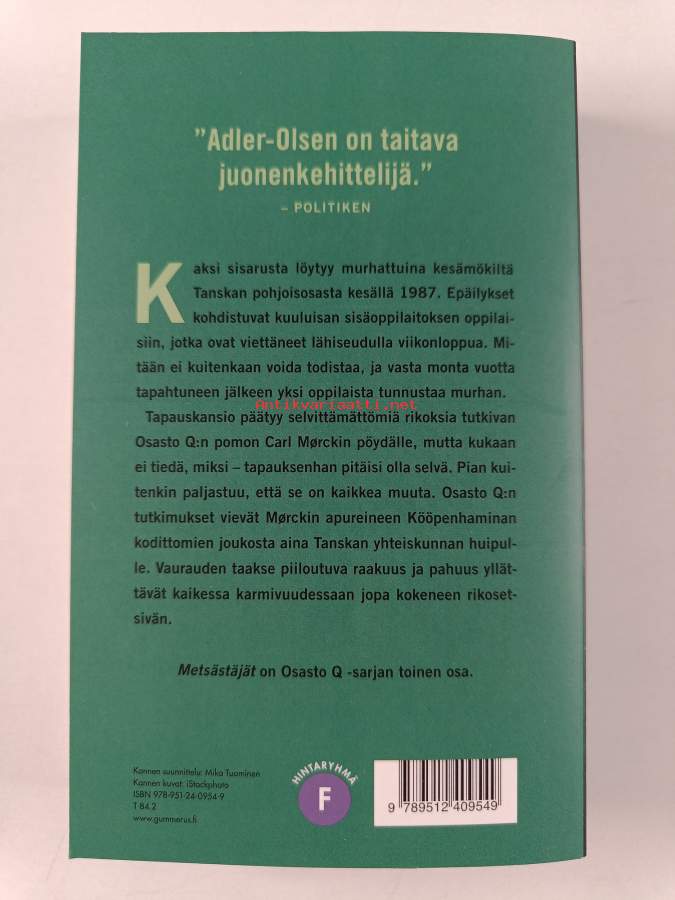 ”Adler-Olsen on taitava
juonenkehittelijä.”
– POLITIKEN
Kaksi sisarusta löytyy murhattuina kesämökiltä
Tanskan pohjoisosasta kesällä 1987. Epäilykset
kohdistuvat kuuluisan sisäoppilaitoksen oppilai-
siin, jotka ovat viettäneet lähiseudulla viikonloppua. Mi-
tään ei kuitenkaan voida todistaa, ja vasta monta vuotta
tapahtuneen jälkeen yksi oppilaista tunnustaa murhan.
Antikvariaatti.net
Tapauskansio päätyy selvittämättömiä rikoksia tutkivan
Osasto Q:n pomon Carl Mørckin pöydälle, mutta kukaan
ei tiedä, miksi – tapauksenhan pitäisi olla selvä. Pian kui-
tenkin paljastuu, että se on kaikkea muuta. Osasto Q:n
tutkimukset vievät Mørckin apureineen Kööpenhaminan
kodittomien joukosta aina Tanskan yhteiskunnan huipul-
le. Vaurauden taakse piiloutuva raakuus ja pahuus yllät-
tävät kaikessa karmivuudessaan jopa kokeneen rikoset-
sivän.
Metsästäjät on Osasto Q -sarjan toinen osa.
Kannen suunnittelu: Mika Tuominen
Kannen kuvat: iStockphoto
ISBN 978-951-24-0954-9
T 84.2
www.gummerus.fi
HINTARYHMÄ
F
9 789512 409549